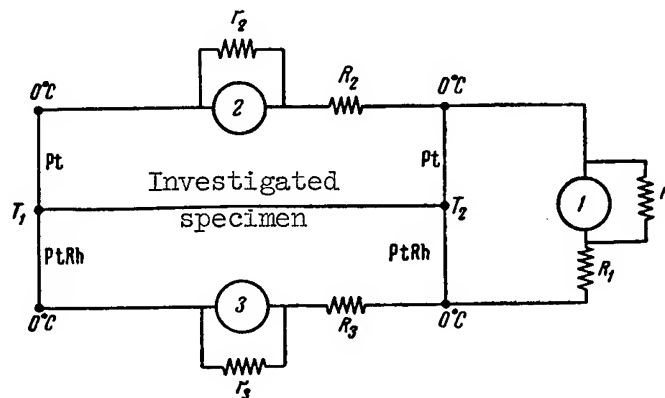 r₂
0°C
2
R₂
0°C
Pt
Pt
Investigated
specimen
T₁
T₂
1
PtRh
PtRh
R₁
0°C
3
R₃
0°C
r₃